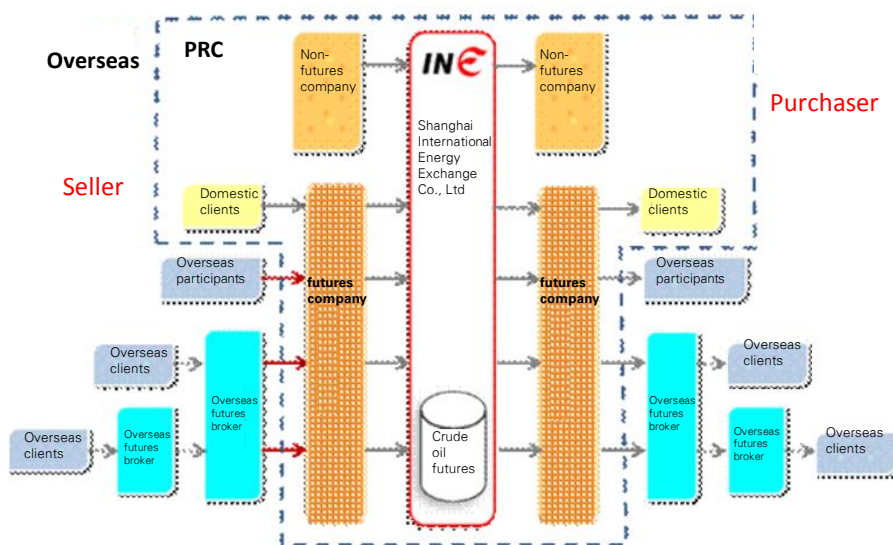 Overseas
PRC
Non-
futures
company
INE
Non-
futures
company
Purchaser
Shanghai
International
Energy
Exchange
Co., Ltd
Seller
Domestic
clients
Domestic
clients
Overseas
participants
futures
company
futures
company
Overseas
participants
Overseas
clients
Overseas
futures
broker
Overseas
futures
broker
Overseas
clients
Overseas
clients
Overseas
futures
broker
Crude
oil
futures
Overseas
futures
broker
Overseas
clients